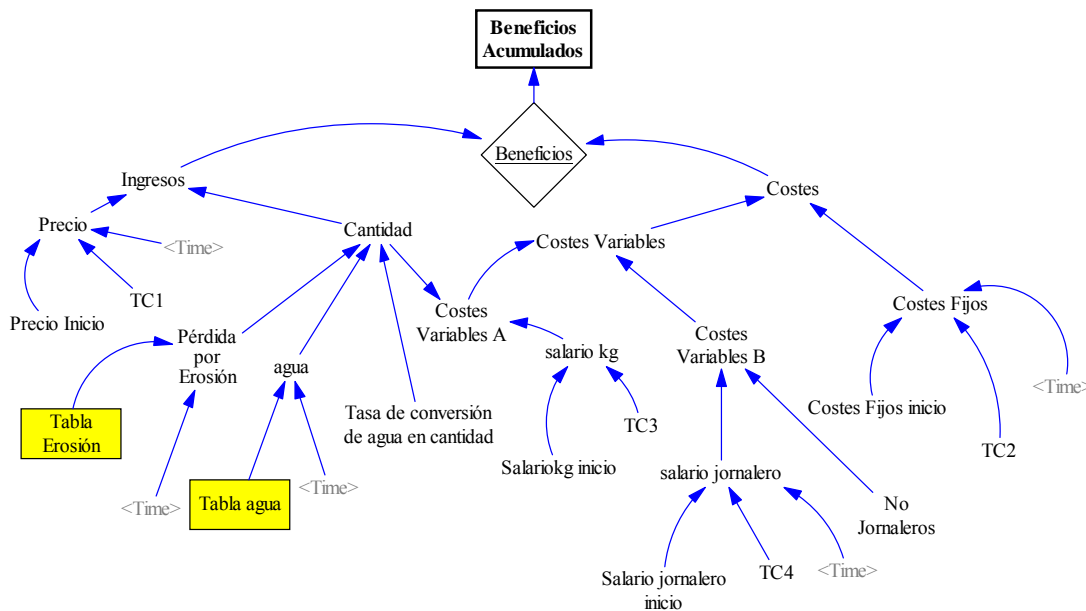 Beneficios
Acumulados
Beneficios
Ingresos
Costes
Precio
<Time>
Cantidad
Costes Variables
TC1
Precio Inicio
Costes
Variables A
Costes Fijos
Pérdida
por
Erosión
agua
salario kg
Costes
Variables B
<Time>
Tabla
Erosión
Tasa de conversión
de agua en cantidad
TC3
Costes Fijos inicio
TC2
Salariokg inicio
salario jornalero
<Time>
Tabla agua
<Time>
No
Jornaleros
Salario jornalero
inicio
TC4
<Time>